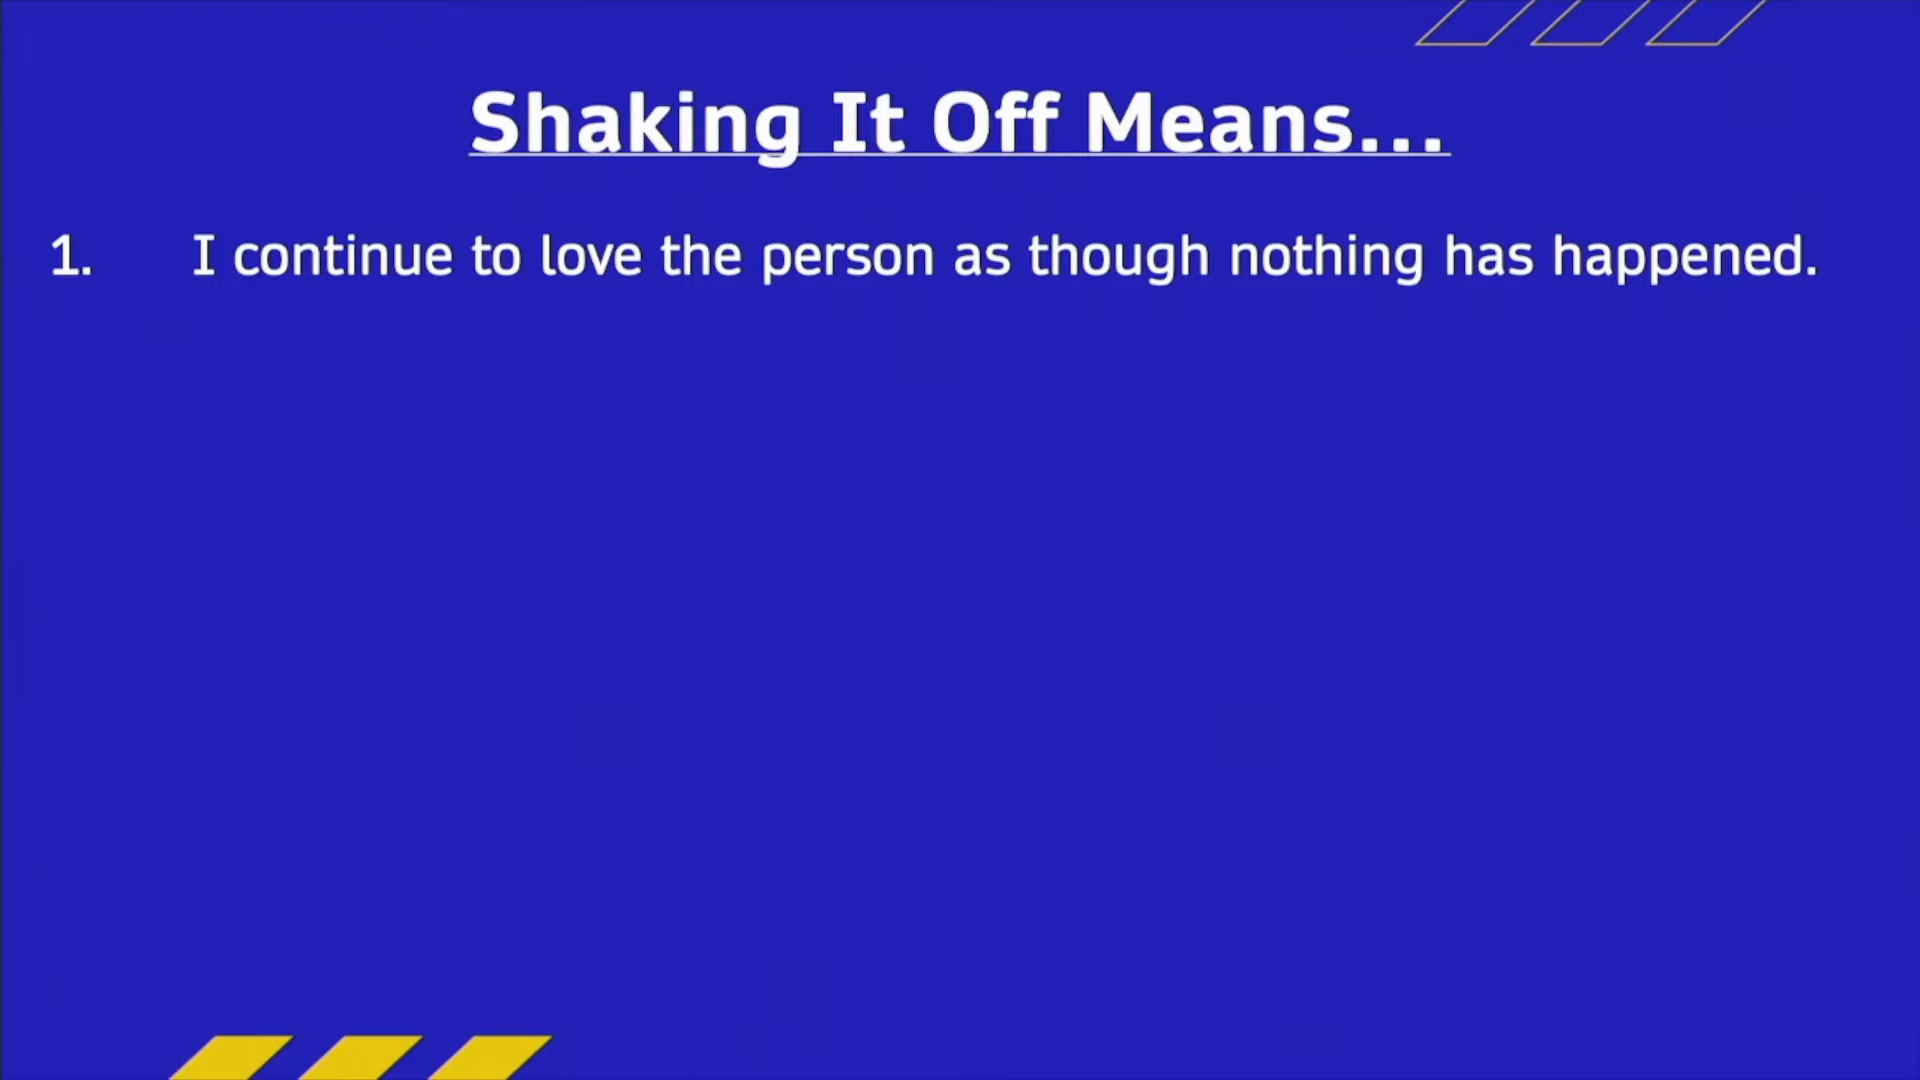 Shaking It Off Means...
1. I continue to love the person as though nothing has happened.